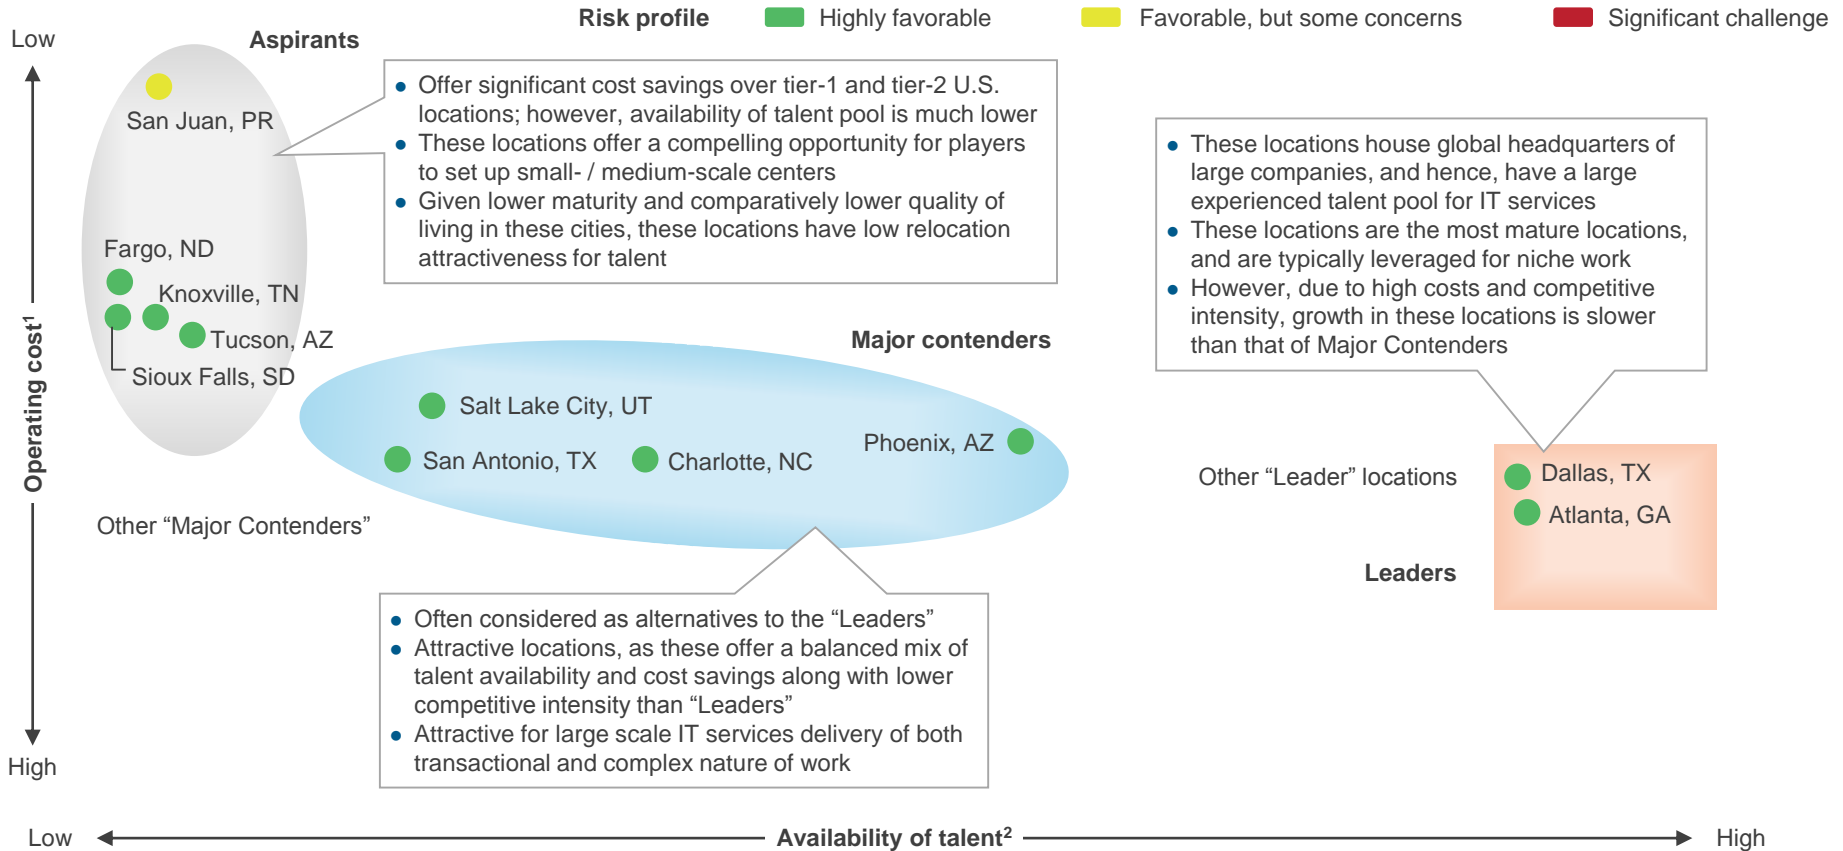 Risk profile
Highly favorable
Favorable, but some concerns
Significant challenge
Low
Aspirants
San Juan, PR
• Offer significant cost savings over tier-1 and tier-2 U.S.
locations; however, availability of talent pool is much lower
• These locations offer a compelling opportunity for players
to set up small- / medium-scale centers
• Given lower maturity and comparatively lower quality of
living in these cities, these locations have low relocation
attractiveness for talent
• These locations house global headquarters of
large companies, and hence, have a large
experienced talent pool for IT services
• These locations are the most mature locations,
and are typically leveraged for niche work
• However, due to high costs and competitive
intensity, growth in these locations is slower
than that of Major Contenders
Fargo, ND
Knoxville, TN
Tucson, AZ
Sioux Falls, SD
Operating cost¹
Major contenders
Salt Lake City, UT
San Antonio, TX
Charlotte, NC
Phoenix, AZ
Other “Leader” locations
Dallas, TX
Atlanta, GA
Leaders
Other “Major Contenders”
• Often considered as alternatives to the “Leaders”
• Attractive locations, as these offer a balanced mix of
talent availability and cost savings along with lower
competitive intensity than “Leaders”
• Attractive for large scale IT services delivery of both
transactional and complex nature of work
High
Low
Availability of talent²
High